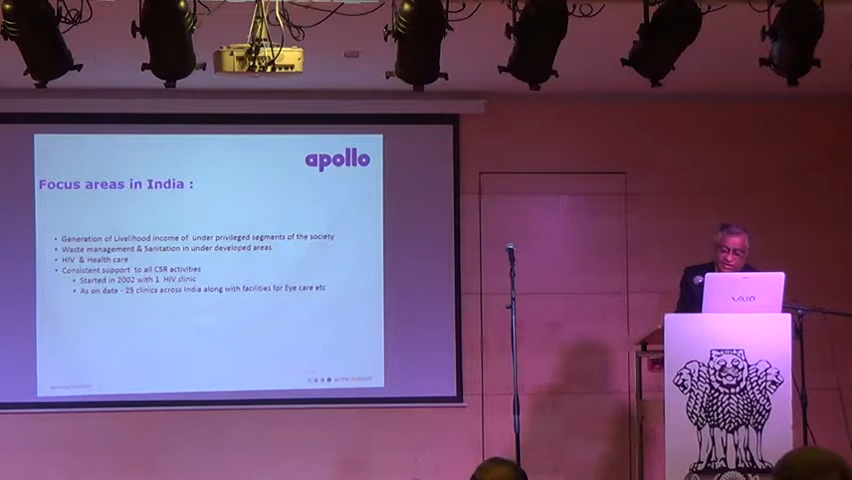 apollo
Focus areas in India :
• Generation of Livelihood income of under privileged segments of the society
• Waste management & Sanitation in under developed areas
• HIV & Health care
• Consistent support to all CSR activities
• Started in 2002 with 1 HIV clinic
• As on date - 25 clinics across India along with facilities for Eye care etc
VAIO